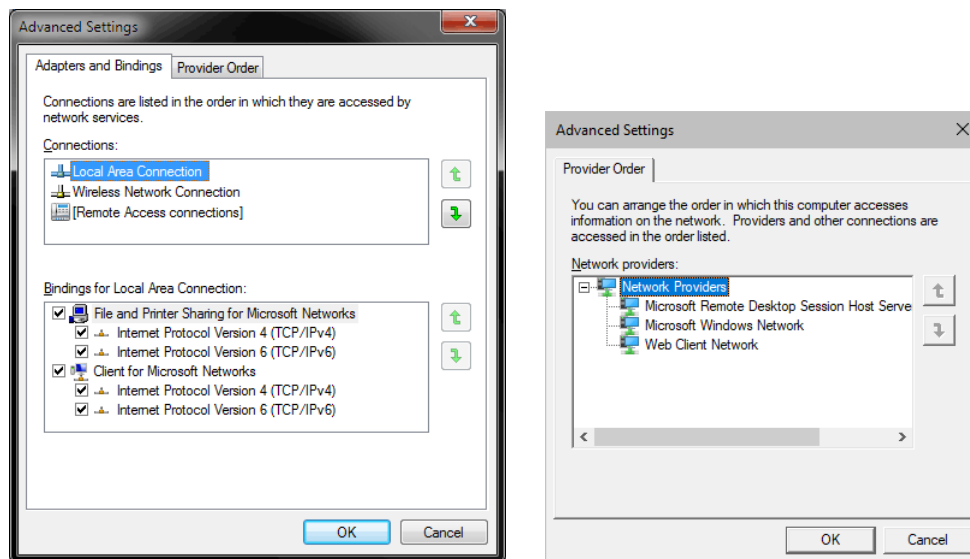 Advanced Settings
Adapters and Bindings
Provider Order
Connections are listed in the order in which they are accessed by
network services.
Connections:
Local Area Connection
Wireless Network Connection
[Remote Access connections]
Bindings for Local Area Connection:
File and Printer Sharing for Microsoft Networks
Internet Protocol Version 4 (TCP/IPv4)
Internet Protocol Version 6 (TCP/IPv6)
Client for Microsoft Networks
Internet Protocol Version 4 (TCP/IPv4)
Internet Protocol Version 6 (TCP/IPv6)
OK
Cancel
Advanced Settings
Provider Order
You can arrange the order in which this computer accesses
information on the network. Providers and other connections are
accessed in the order listed.
Network providers:
Network Providers
Microsoft Remote Desktop Session Host Serve
Microsoft Windows Network
Web Client Network
OK
Cancel